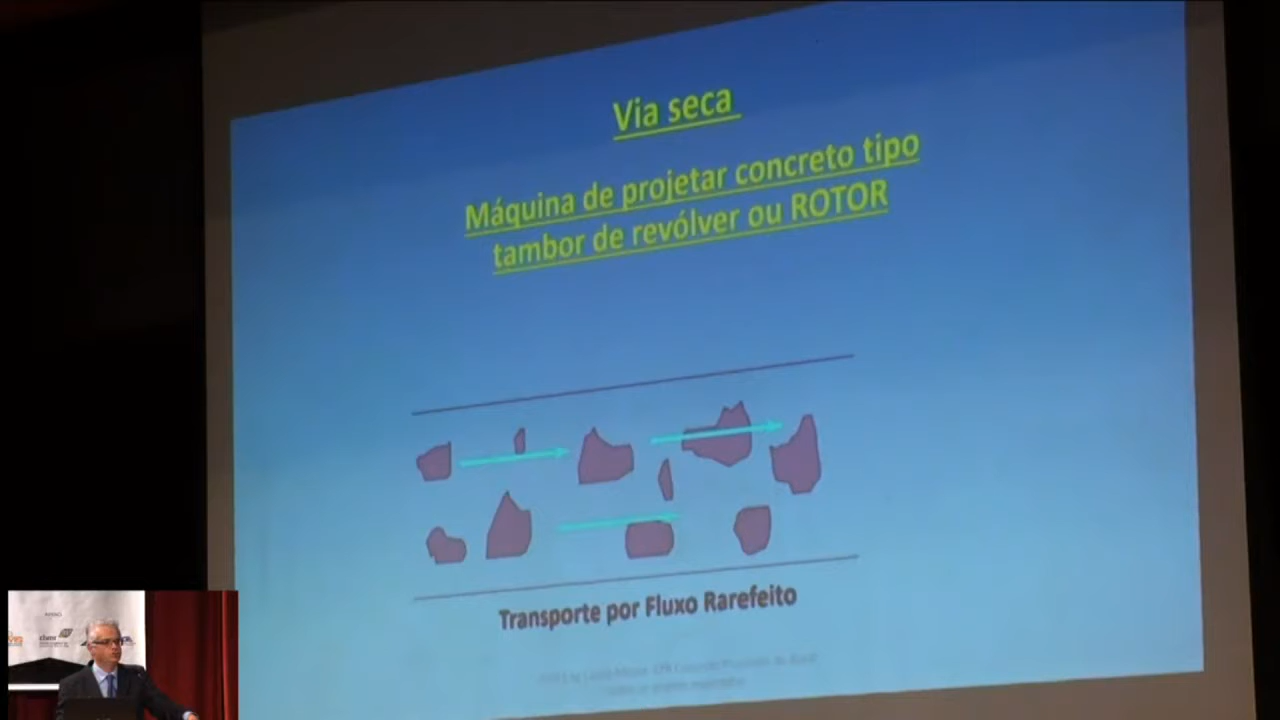 Via seca
Máquina de projetar concreto tipo
tambor de revólver ou ROTOR
Transporte por Fluxo Rarefeito